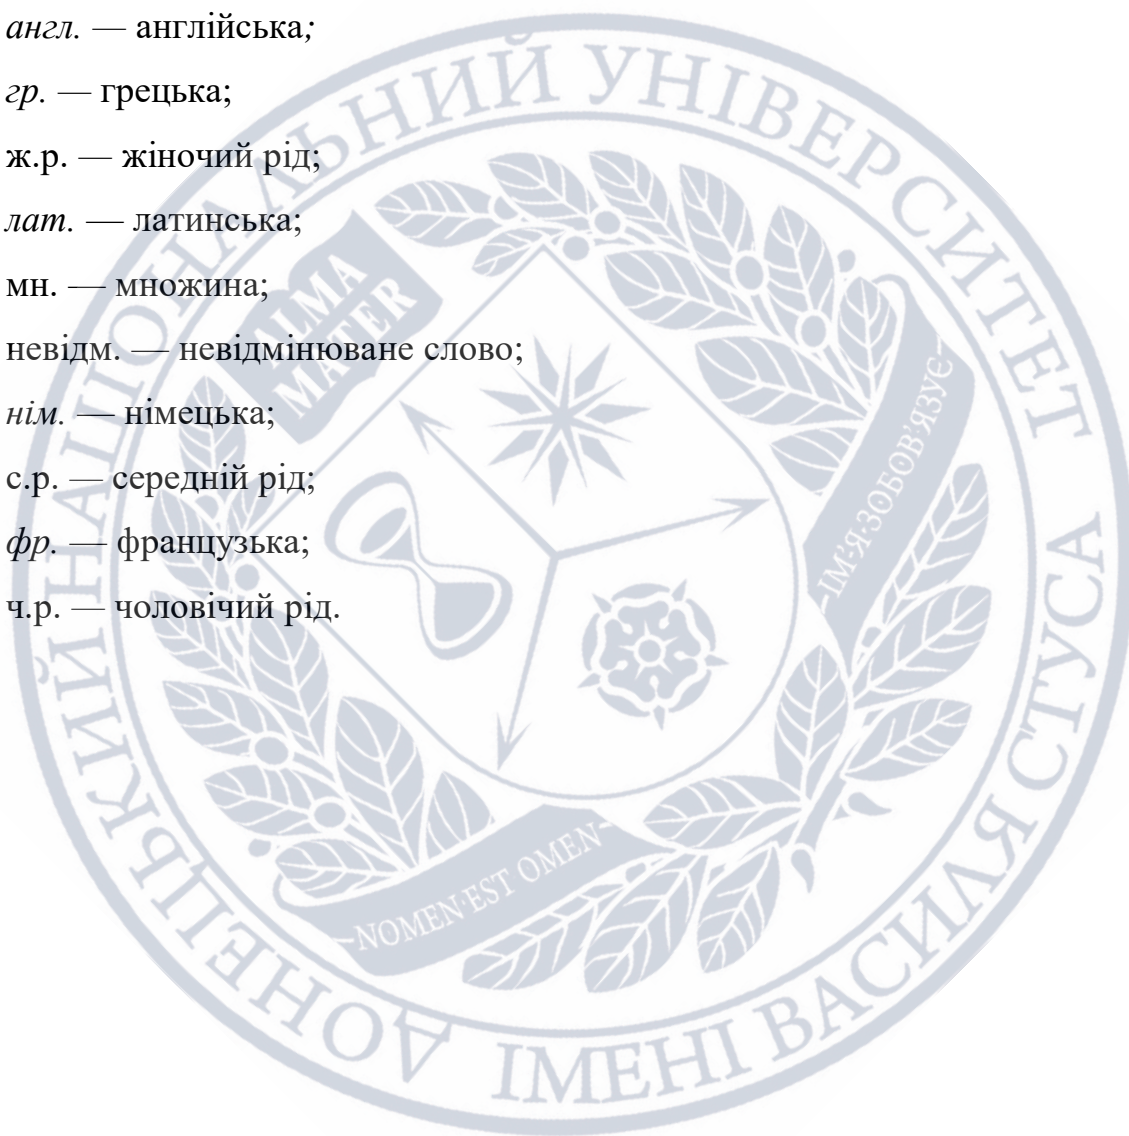 англ. — англійська;
гр. — грецька;
ж.р. — жіночий рід;
лат. — латинська;
мн. — множина;
невідм. — невідмінюване слово;
нім. — німецька;
с.р. — середній рід;
фр. — французька;
ч.р. — чоловічий рід.
ДОНЕЦЬКИЙ НАЦІОНАЛЬНИЙ УНІВЕРСИТЕТ
ІМЕНІ ВАСИЛЯ СТУСА
ALMA
MATER
ІМ'Я ЗОБОВ'ЯЗУЄ
NOMEN EST OMEN